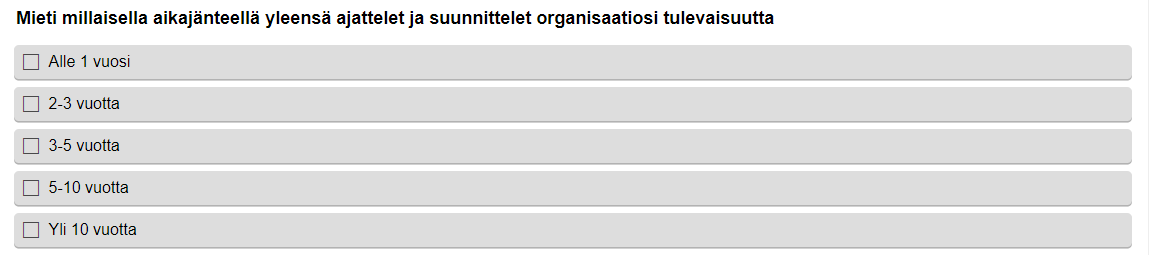 Mieti millaisella aikajänteellä yleensä ajattelet ja suunnittelet organisaatiosi tulevaisuutta
Alle 1 vuosi
2-3 vuotta
3-5 vuotta
5-10 vuotta
Yli 10 vuotta